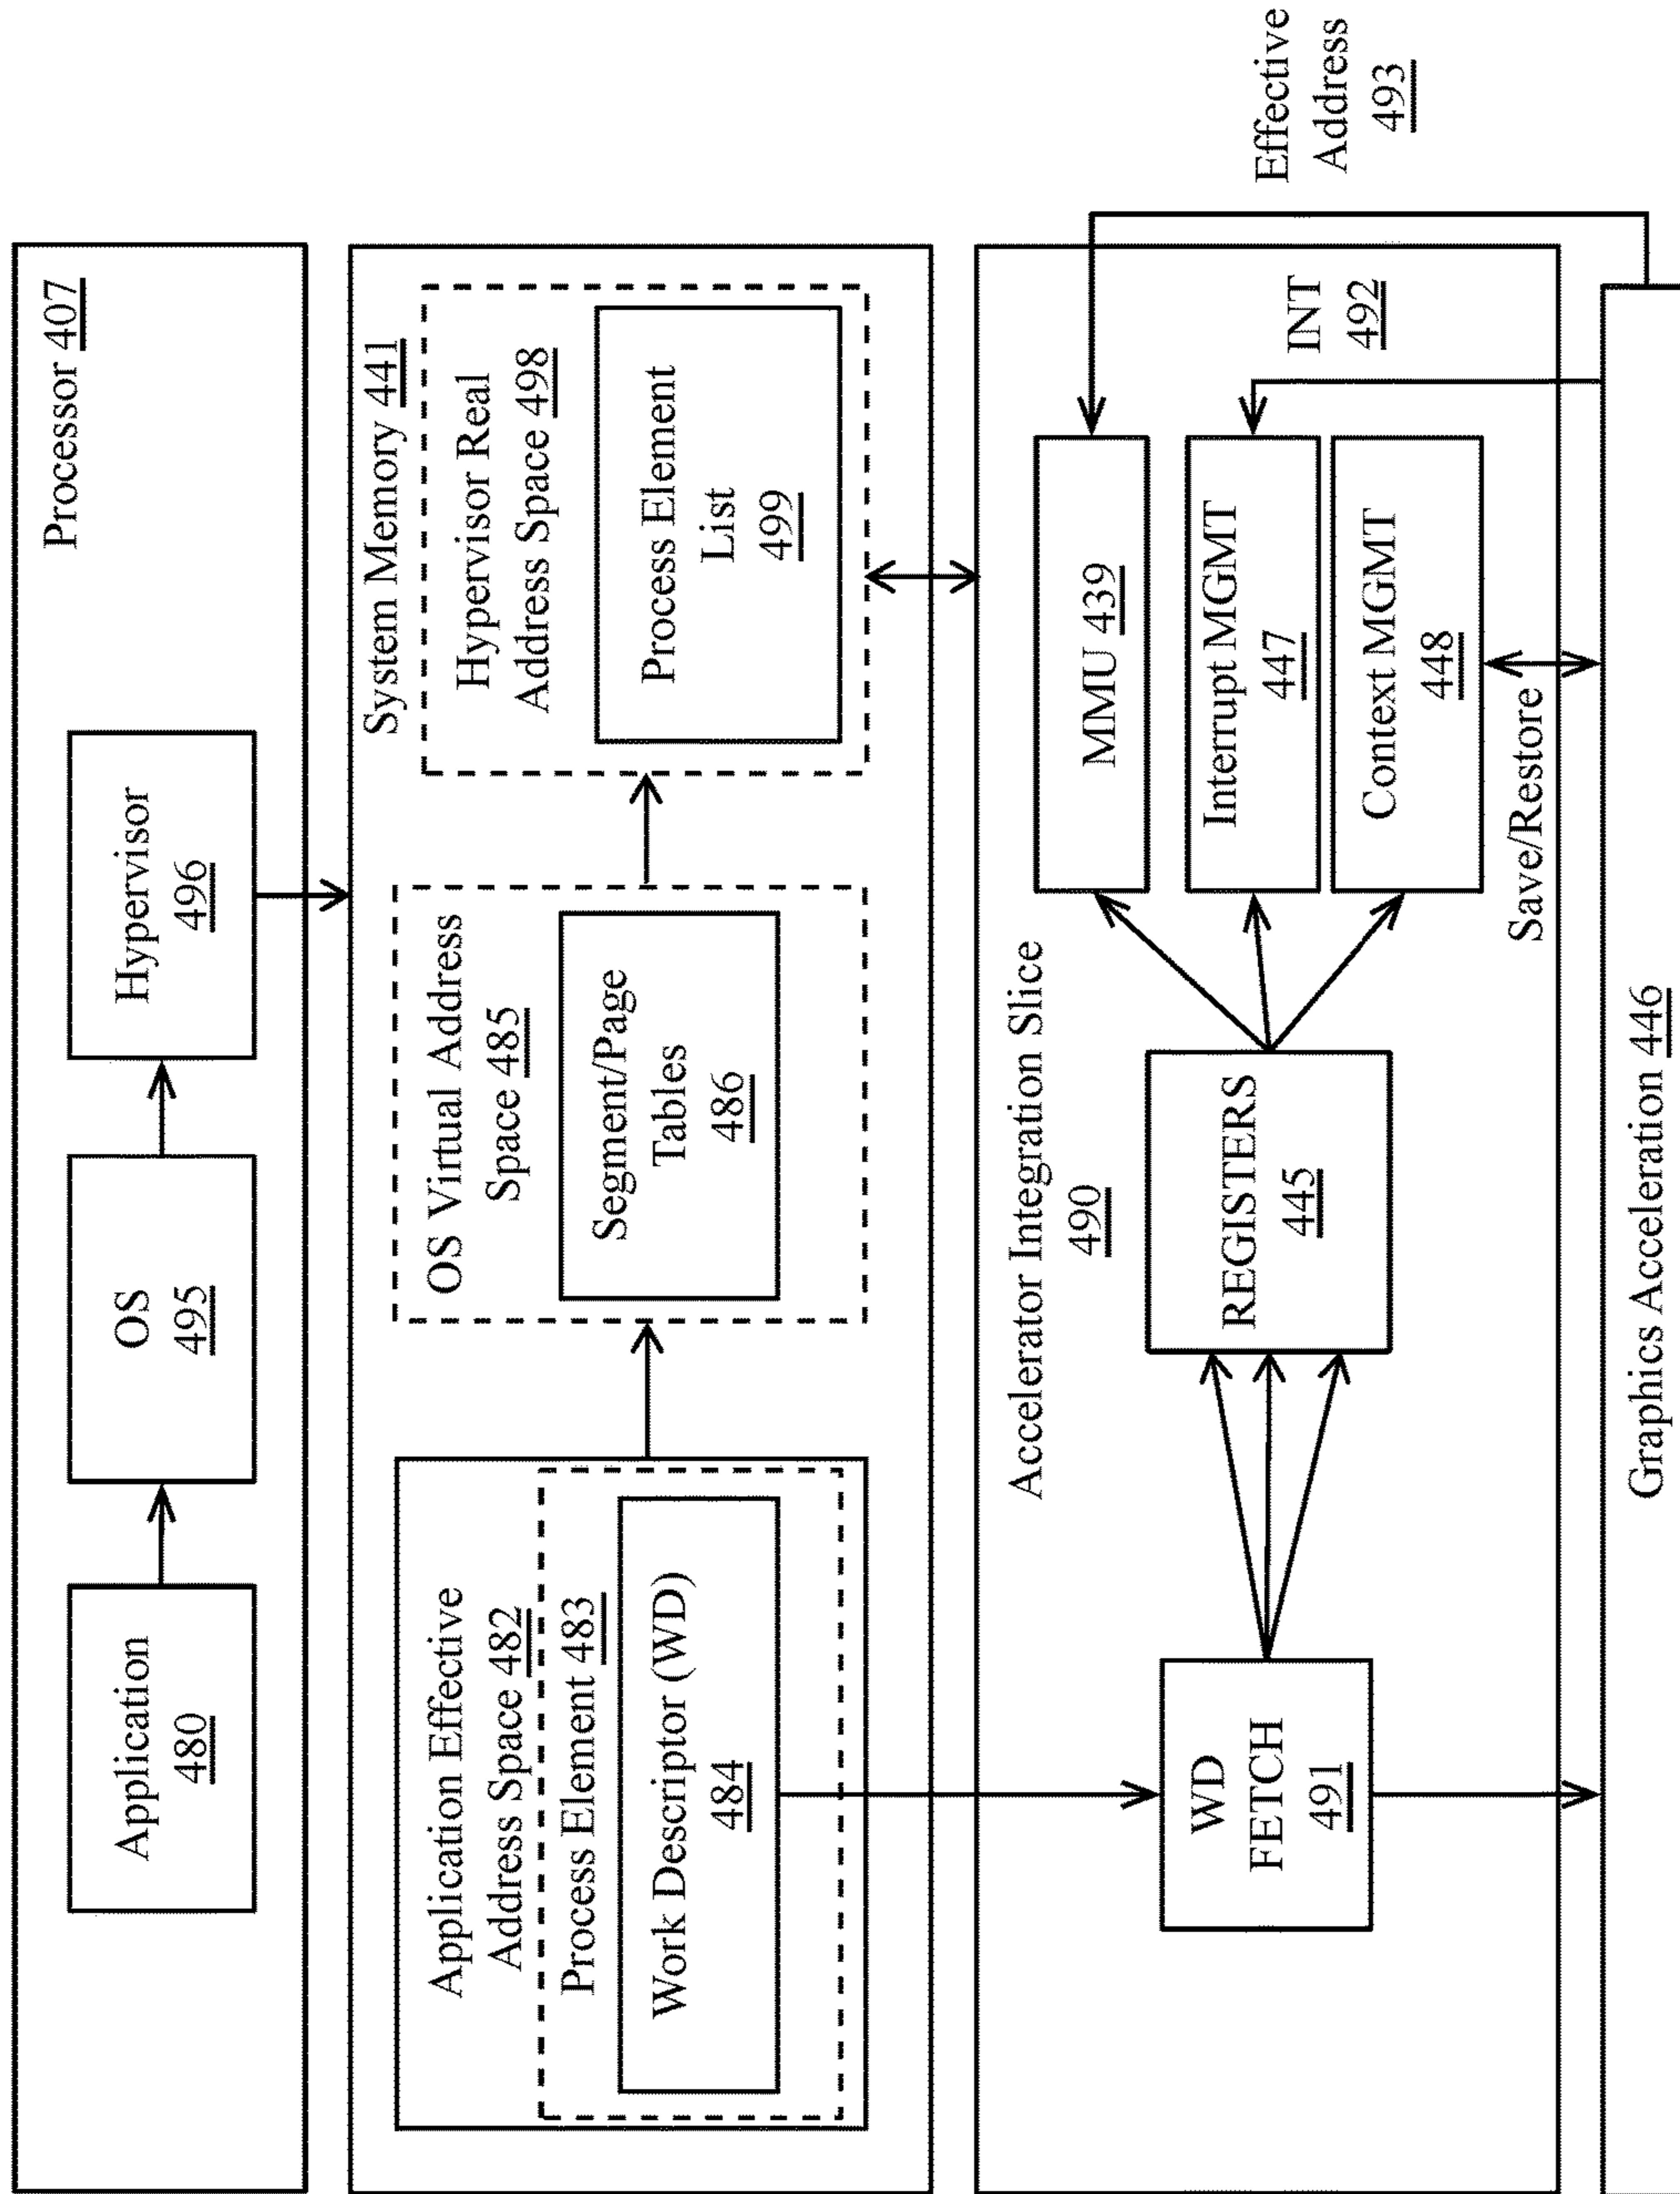 Processor 407
Application
480
OS
495
Hypervisor
496
System Memory 441
Application Effective
Address Space 482
Process Element 483
Work Descriptor (WD)
484
OS Virtual Address
Space 485
Segment/Page
Tables
486
Hypervisor Real
Address Space 498
Process Element
List
499
Accelerator Integration Slice
490
WD
FETCH
491
REGISTERS
445
MMU 439
Interrupt MGMT
447
Context MGMT
448
INT
492
Effective
Address
493
Save/Restore
Graphics Acceleration 446